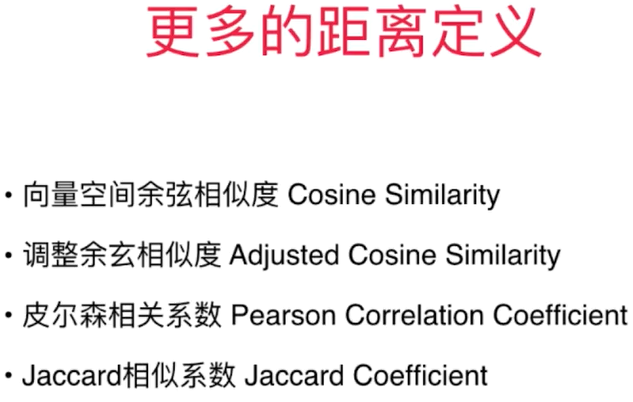 更多的距离定义
• 向量空间余弦相似度 Cosine Similarity
• 调整余玄相似度 Adjusted Cosine Similarity
• 皮尔森相关系数 Pearson Correlation Coefficient
• Jaccard相似系数 Jaccard Coefficient